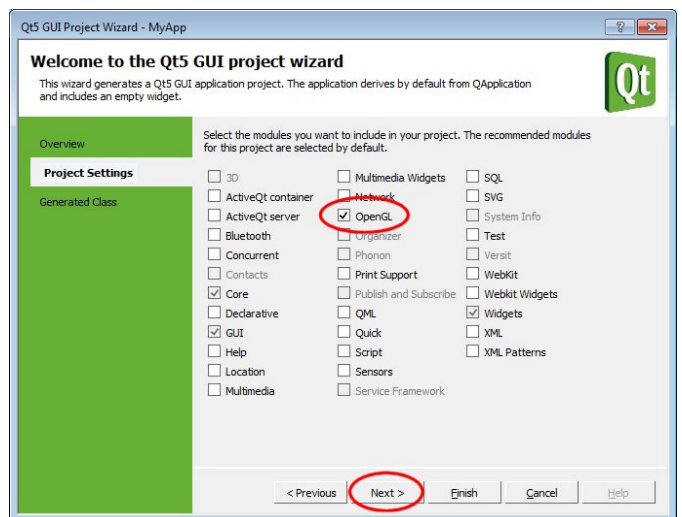 Qt5 GUI Project Wizard - MyApp
Welcome to the Qt5 GUI project wizard
This wizard generates a Qt5 GUI application project. The application derives by default from QApplication
and includes an empty widget.
Qt
Overview
Project Settings
Generated Class
Select the modules you want to include in your project. The recommended modules
for this project are selected by default.
3D
ActiveQt container
ActiveQt server
Bluetooth
Concurrent
Contacts
Core
Declarative
GUI
Help
Location
Multimedia
Multimedia Widgets
Network
OpenGL
Organizer
Phonon
Print Support
Publish and Subscribe
QML
Quick
Script
Sensors
Service Framework
SQL
SVG
System Info
Test
Versit
WebKit
Webkit Widgets
Widgets
XML
XML Patterns
< Previous Next > Finish Cancel Help